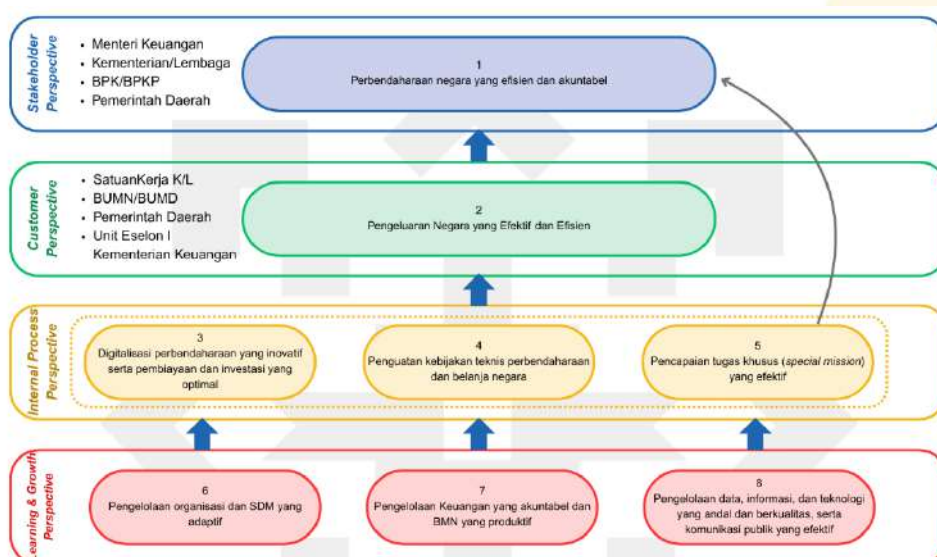 Stakeholder
Perspective
• Menteri Keuangan
• Kementerian/Lembaga
• BPK/BPKP
• Pemerintah Daerah
1
Perbendaharaan negara yang efisien dan akuntabel
Customer
Perspective
• SatuanKerja K/L
• BUMN/BUMD
• Pemerintah Daerah
• Unit Eselon I
Kementerian Keuangan
2
Pengeluaran Negara yang Efektif dan Efisien
Internal Process
Perspective
3
Digitalisasi perbendaharaan yang inovatif
serta pembiayaan dan investasi yang
optimal
4
Penguatan kebijakan teknis perbendaharaan
dan belanja negara
5
Pencapaian tugas khusus (special mission)
yang efektif
Learning & Growth
Perspective
6
Pengelolaan organisasi dan SDM yang
adaptif
7
Pengelolaan Keuangan yang akuntabel dan
BMN yang produktif
8
Pengelolaan data, informasi, dan teknologi
yang andal dan berkualitas, serta
komunikasi publik yang efektif